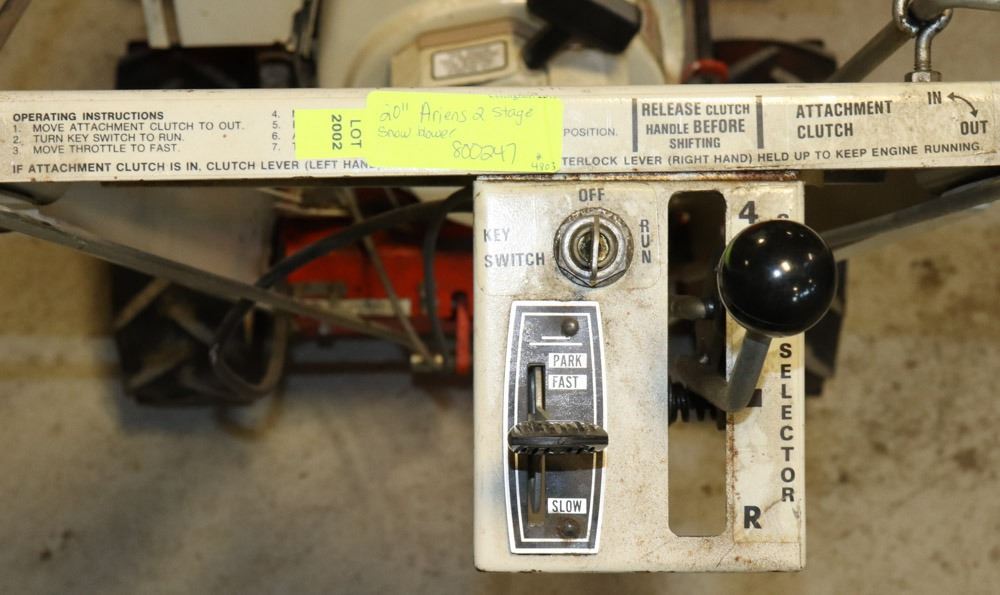 OPERATING INSTRUCTIONS
1. MOVE ATTACHMENT CLUTCH TO OUT.
2. TURN KEY SWITCH TO RUN.
3. MOVE THROTTLE TO FAST.
4.
5.
6.
7.
IF ATTACHMENT CLUTCH IS IN. CLUTCH LEVER (LEFT
LOT
2002
20" Ariens 2 Stage
Snow blower
800247
4803
POSITION.
LEVER (RIGHT HAND) HELD UP TO KEEP ENGINE RUNNING.
RELEASE CLUTCH
HANDLE BEFORE
SHIFTING
ATTACHMENT
CLUTCH
IN
OUT
OFF
KEY
SWITCH
RUN
PARK
FAST
SLOW
4
R
SELECTOR